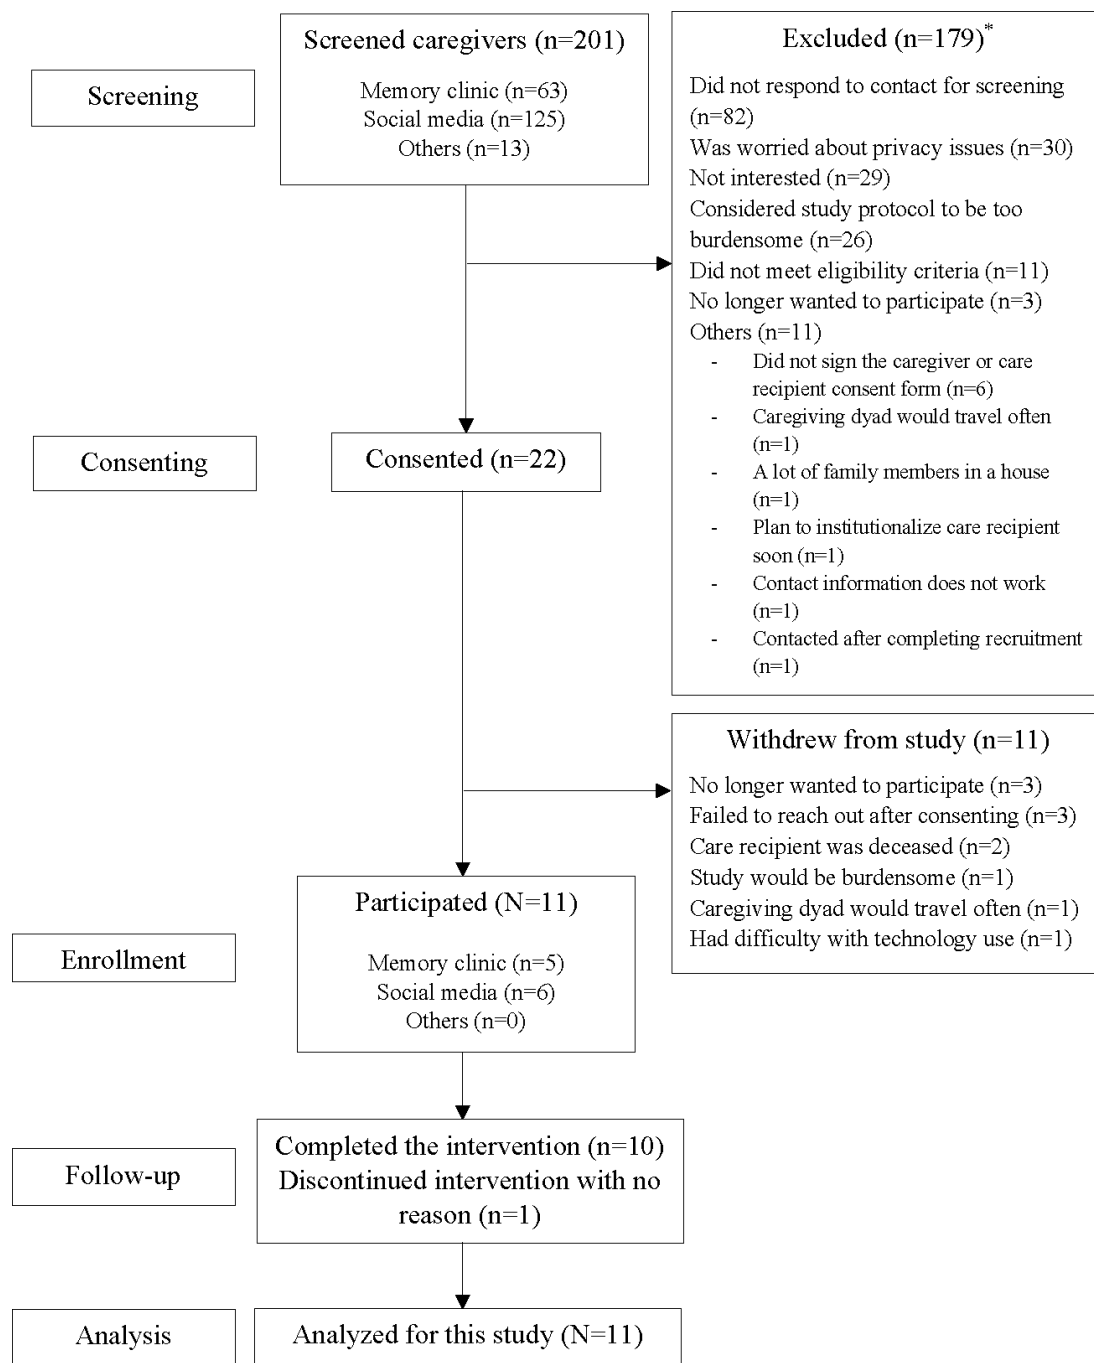 Screening
Screened caregivers (n=201)
Memory clinic (n=63)
Social media (n=125)
Others (n=13)
Excluded (n=179)*
Did not respond to contact for screening
(n=82)
Was worried about privacy issues (n=30)
Not interested (n=29)
Considered study protocol to be too
burdensome (n=26)
Did not meet eligibility criteria (n=11)
No longer wanted to participate (n=3)
Others (n=11)
- Did not sign the caregiver or care
recipient consent form (n=6)
- Caregiving dyad would travel often
(n=1)
- A lot of family members in a house
(n=1)
- Plan to institutionalize care recipient
soon (n=1)
- Contact information does not work
(n=1)
- Contacted after completing recruitment
(n=1)
Consenting
Consented (n=22)
Withdrew from study (n=11)
No longer wanted to participate (n=3)
Failed to reach out after consenting (n=3)
Care recipient was deceased (n=2)
Study would be burdensome (n=1)
Caregiving dyad would travel often (n=1)
Had difficulty with technology use (n=1)
Enrollment
Participated (N=11)
Memory clinic (n=5)
Social media (n=6)
Others (n=0)
Follow-up
Completed the intervention (n=10)
Discontinued intervention with no
reason (n=1)
Analysis
Analyzed for this study (N=11)